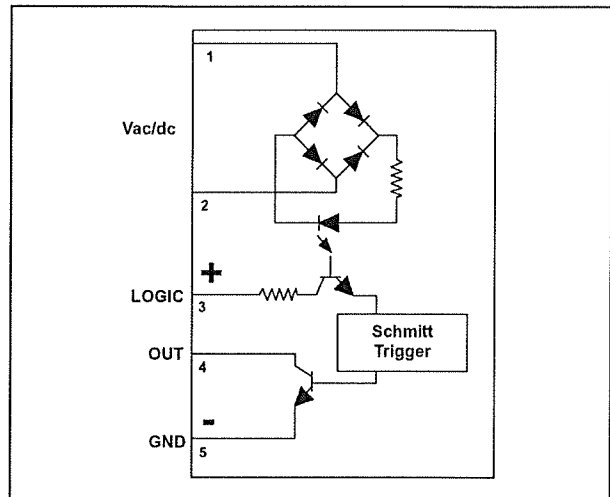 1
Vac/dc
2
+
LOGIC
3
Schmitt
Trigger
OUT
4
-
GND
5